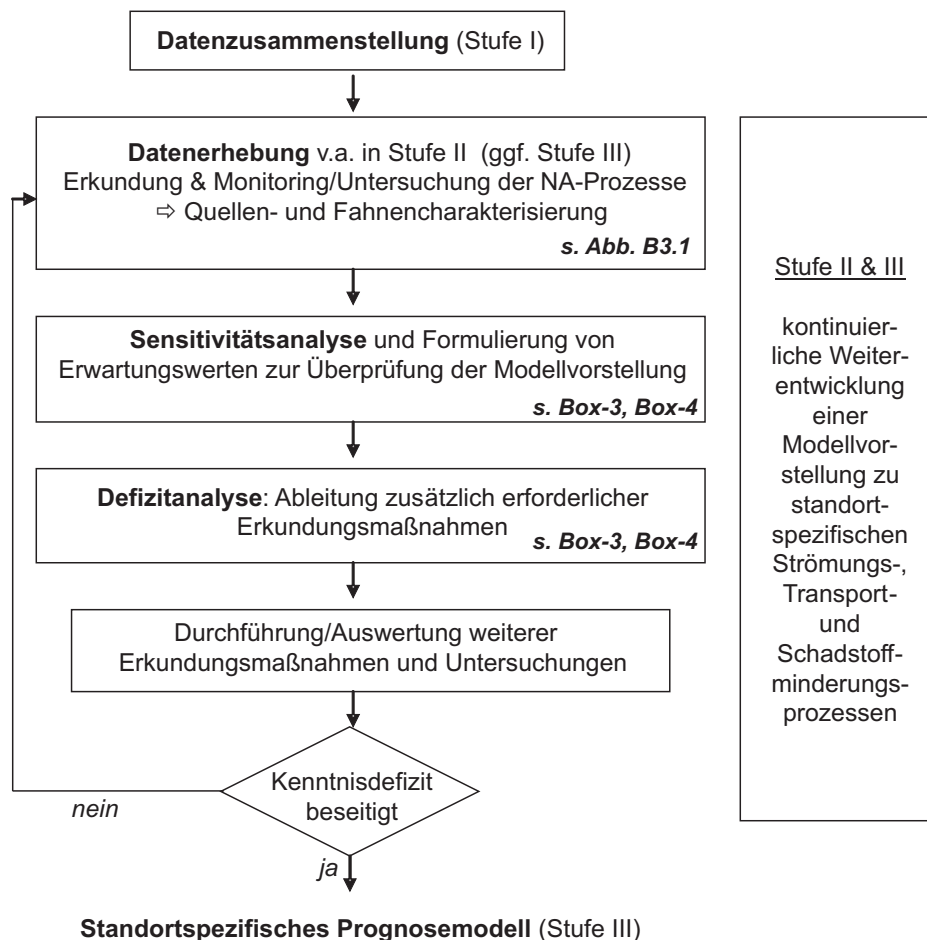 Datenzusammenstellung (Stufe I)
Datenerhebung v.a. in Stufe II (ggf. Stufe III)
Erkundung & Monitoring/Untersuchung der NA-Prozesse
⇨ Quellen- und Fahnencharakterisierung
s. Abb. B3.1
Sensitivitätsanalyse und Formulierung von
Erwartungswerten zur Überprüfung der Modellvorstellung
s. Box-3, Box-4
Defizitanalyse: Ableitung zusätzlich erforderlicher
Erkundungsmaßnahmen
s. Box-3, Box-4
Durchführung/Auswertung weiterer
Erkundungsmaßnahmen und Untersuchungen
Kenntnisdefizit
beseitigt
nein
ja
Standortspezifisches Prognosemodell (Stufe III)
Stufe II & III
kontinuier-
liche Weiter-
entwicklung
einer
Modellvor-
stellung zu
standort-
spezifischen
Strömungs-,
Transport-
und
Schadstoff-
minderungs-
prozessen